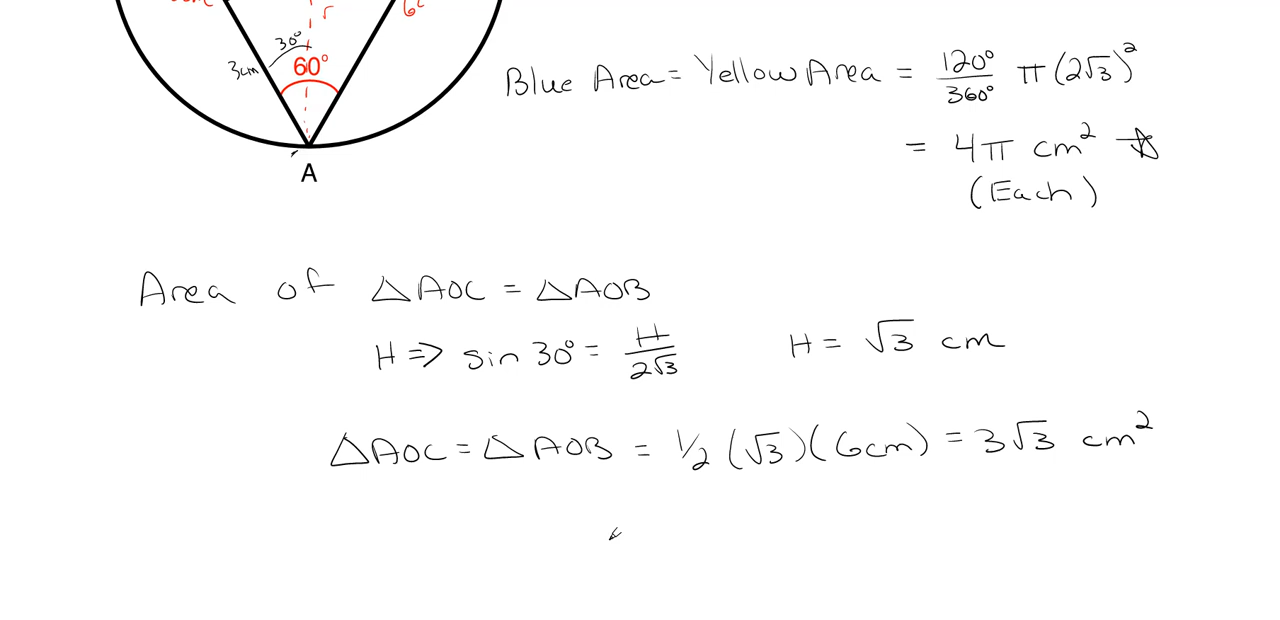 r
30°
3cm
60°
A
Blue Area = Yellow Area = 120°/360° π (2√3)²
= 4π cm² ☆
(Each)
Area of △AOC = △AOB
H => sin 30° = H/2√3 H = √3 cm
△AOC = △AOB = 1/2 (√3)(6cm) = 3√3 cm²